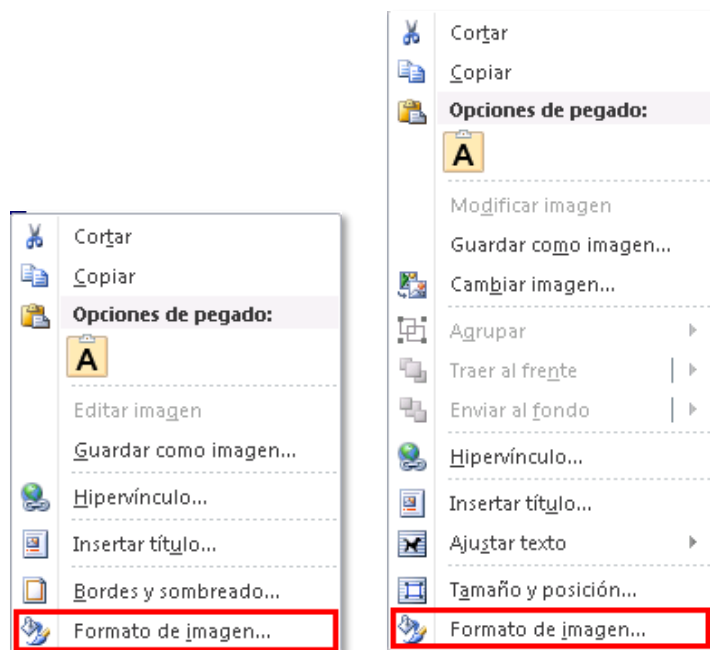 Cortar
Copiar
Opciones de pegado:
A
Editar imagen
Guardar como imagen...
Hipervínculo...
Insertar título...
Bordes y sombreado...
Formato de imagen...
Cortar
Copiar
Opciones de pegado:
A
Modificar imagen
Guardar como imagen...
Cambiar imagen...
Agrupar
Traer al frente
Enviar al fondo
Hipervínculo...
Insertar título...
Ajustar texto
Tamaño y posición...
Formato de imagen...